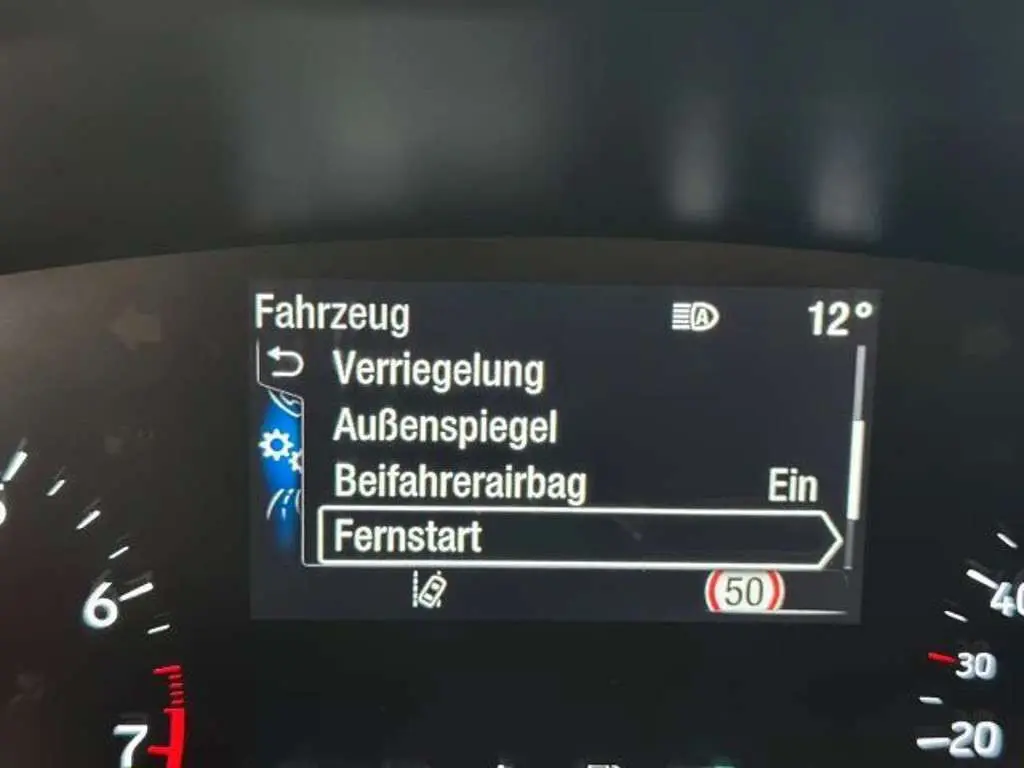 Fahrzeug 12°
Verriegelung
Außenspiegel
Beifahrerairbag Ein
Fernstart
50
6
7
40
30
20